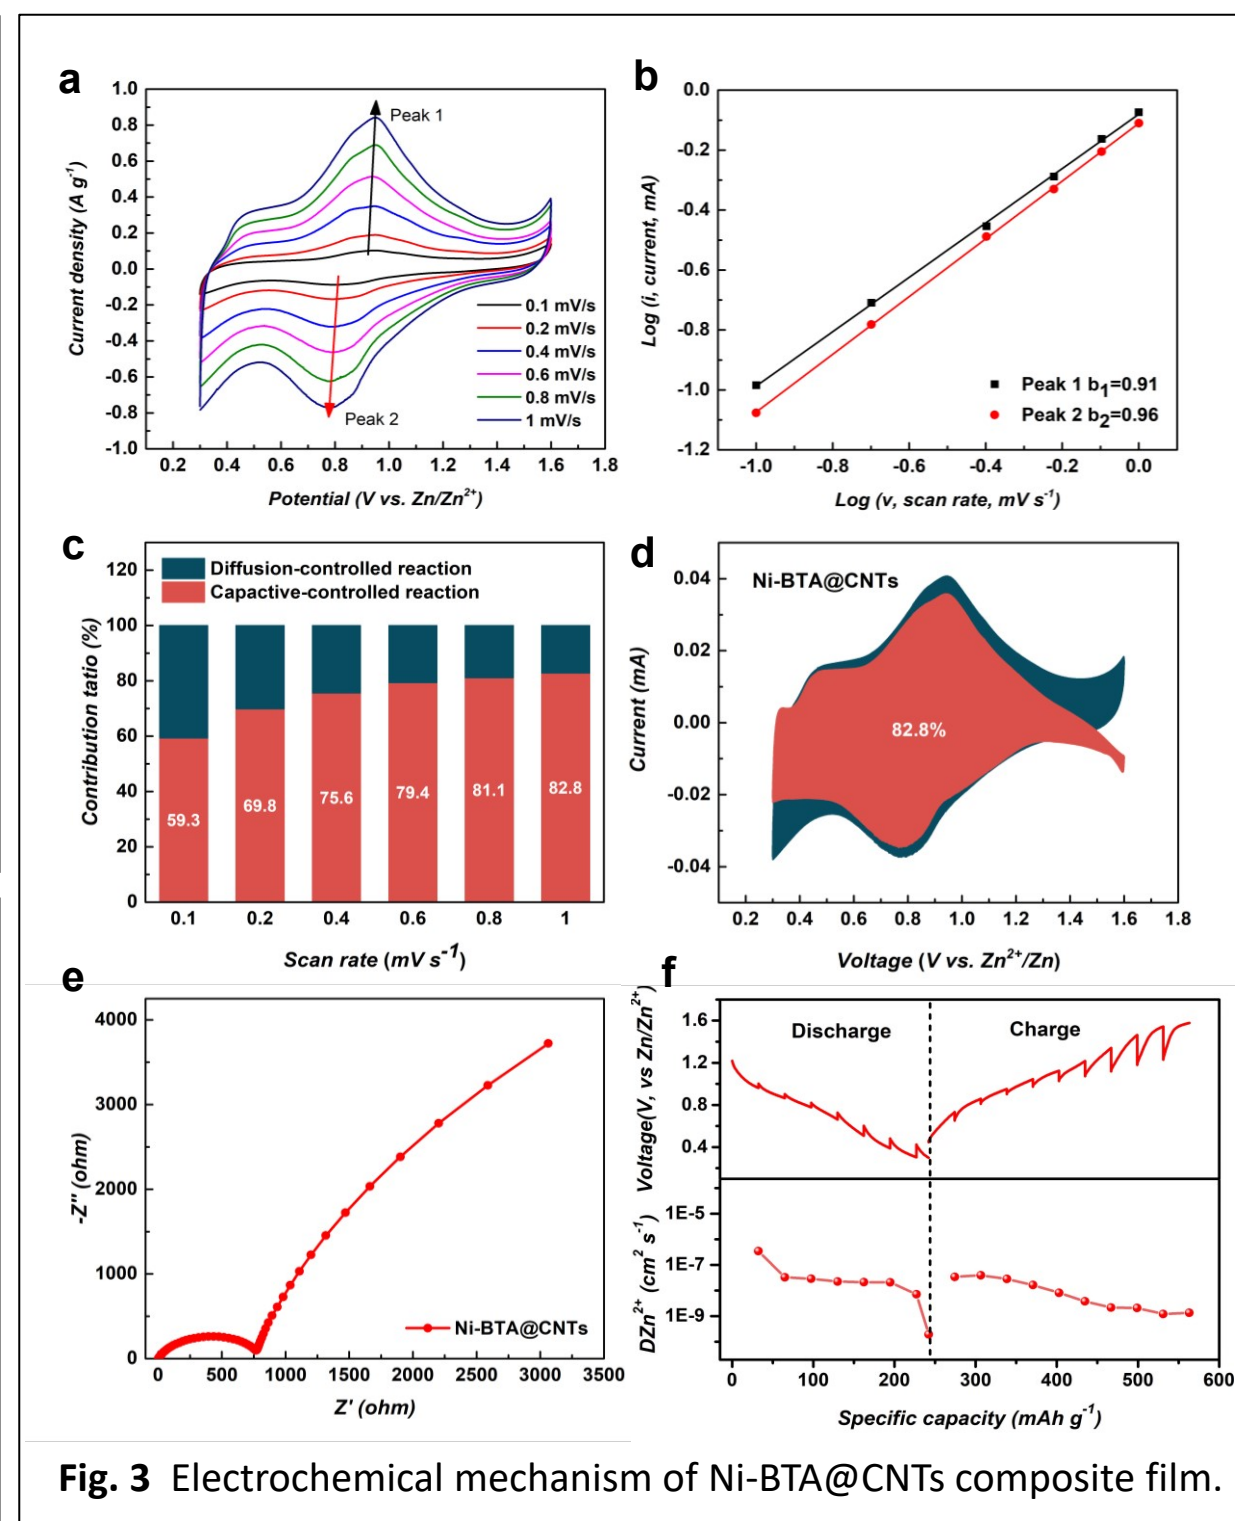 a
1.0
0.8
0.6
0.4
0.2
0.0
-0.2
-0.4
-0.6
-0.8
-1.0
Current density (A g-1)
Peak 1
Peak 2
0.1 mV/s
0.2 mV/s
0.4 mV/s
0.6 mV/s
0.8 mV/s
1 mV/s
0.2 0.4 0.6 0.8 1.0 1.2 1.4 1.6 1.8
Potential (V vs. Zn/Zn2+)
b
0.0
-0.2
-0.4
-0.6
-0.8
-1.0
-1.2
Log (i, current, mA)
Peak 1 b1=0.91
Peak 2 b2=0.96
-1.0 -0.8 -0.6 -0.4 -0.2 0.0
Log (v, scan rate, mV s-1)
c
120
100
80
60
40
20
0
Contribution tatio (%)
Diffusion-controlled reaction
Capactive-controlled reaction
59.3 69.8 75.6 79.4 81.1 82.8
0.1 0.2 0.4 0.6 0.8 1
Scan rate (mV s-1)
d
0.04
0.02
0.00
-0.02
-0.04
Current (mA)
Ni-BTA@CNTs
82.8%
0.2 0.4 0.6 0.8 1.0 1.2 1.4 1.6 1.8
Voltage (V vs. Zn2+/Zn)
e
4000
3000
2000
1000
0
-Z'' (ohm)
Ni-BTA@CNTs
0 500 1000 1500 2000 2500 3000 3500
Z' (ohm)
f
1.6
1.2
0.8
0.4
Voltage(V, vs Zn/Zn2+)
Discharge
Charge
1E-5
1E-7
1E-9
DZn2+ (cm2 s-1)
0 100 200 300 400 500 600
Specific capacity (mAh g-1)
Fig. 3 Electrochemical mechanism of Ni-BTA@CNTs composite film.